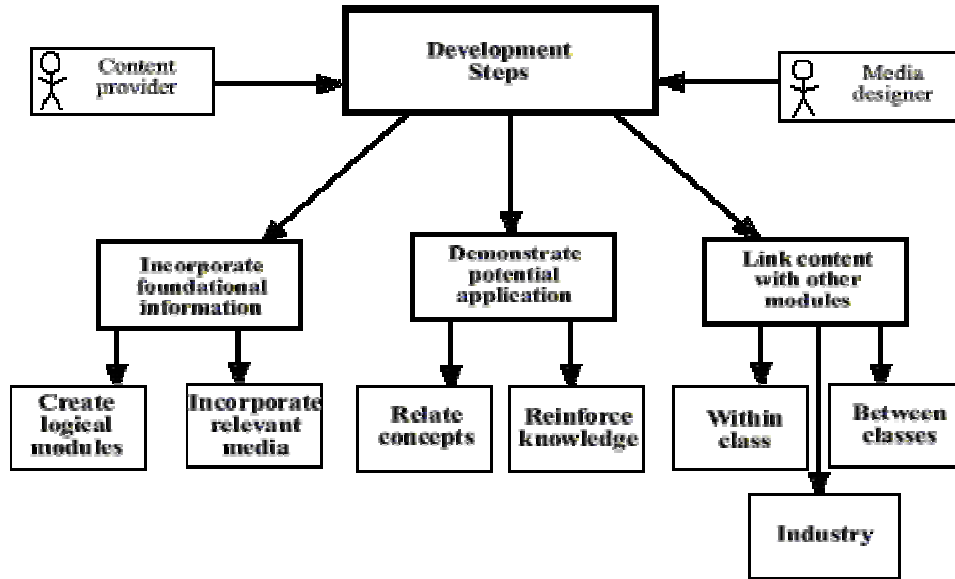 Development
Steps
Content
provider
Media
designer
Incorporate
foundational
information
Demonstrate
potential
application
Link content
with other
modules
Create
logical
modules
Incorporate
relevant
media
Relate
concepts
Reinforce
knowledge
Within
class
Between
classes
Industry